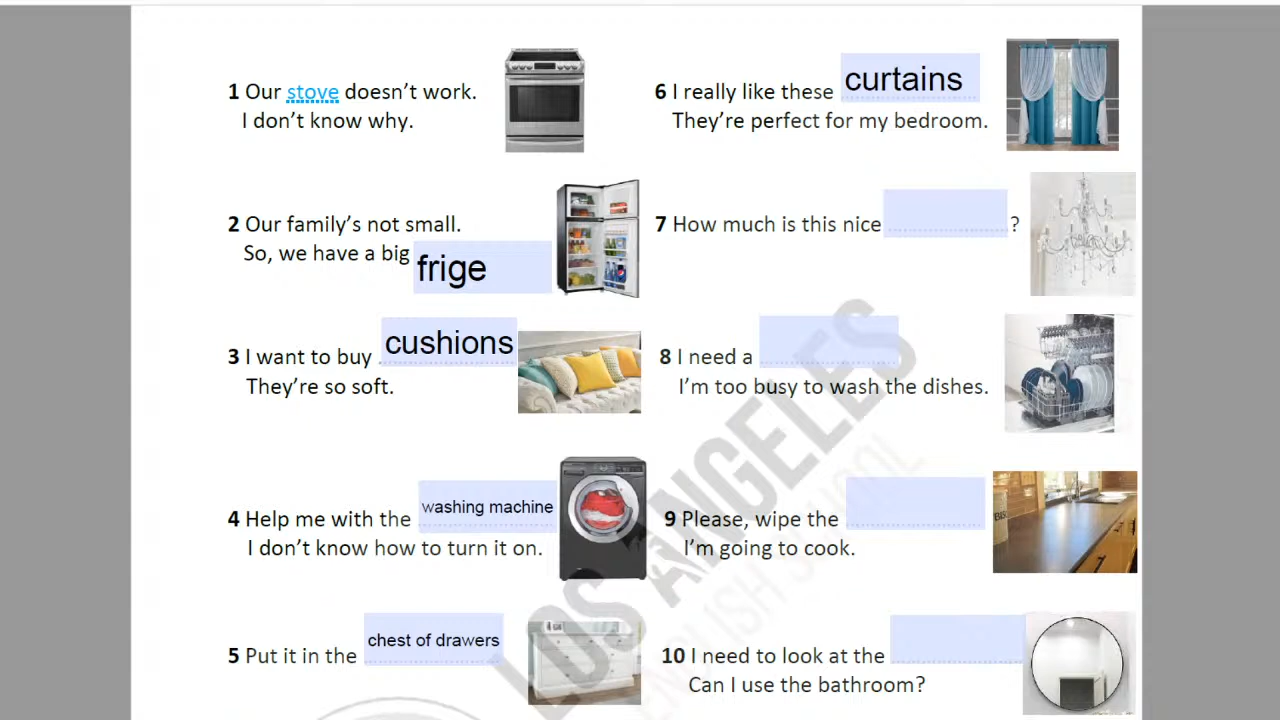 1 Our stove doesn't work.
I don't know why.
2 Our family's not small.
So, we have a big frige
3 I want to buy cushions
They're so soft.
4 Help me with the washing machine
I don't know how to turn it on.
5 Put it in the chest of drawers
6 I really like these curtains
They're perfect for my bedroom.
7 How much is this nice ?
8 I need a
I'm too busy to wash the dishes.
9 Please, wipe the
I'm going to cook.
10 I need to look at the
Can I use the bathroom?
LOS ANGELES
ENGLISH SCHOOL